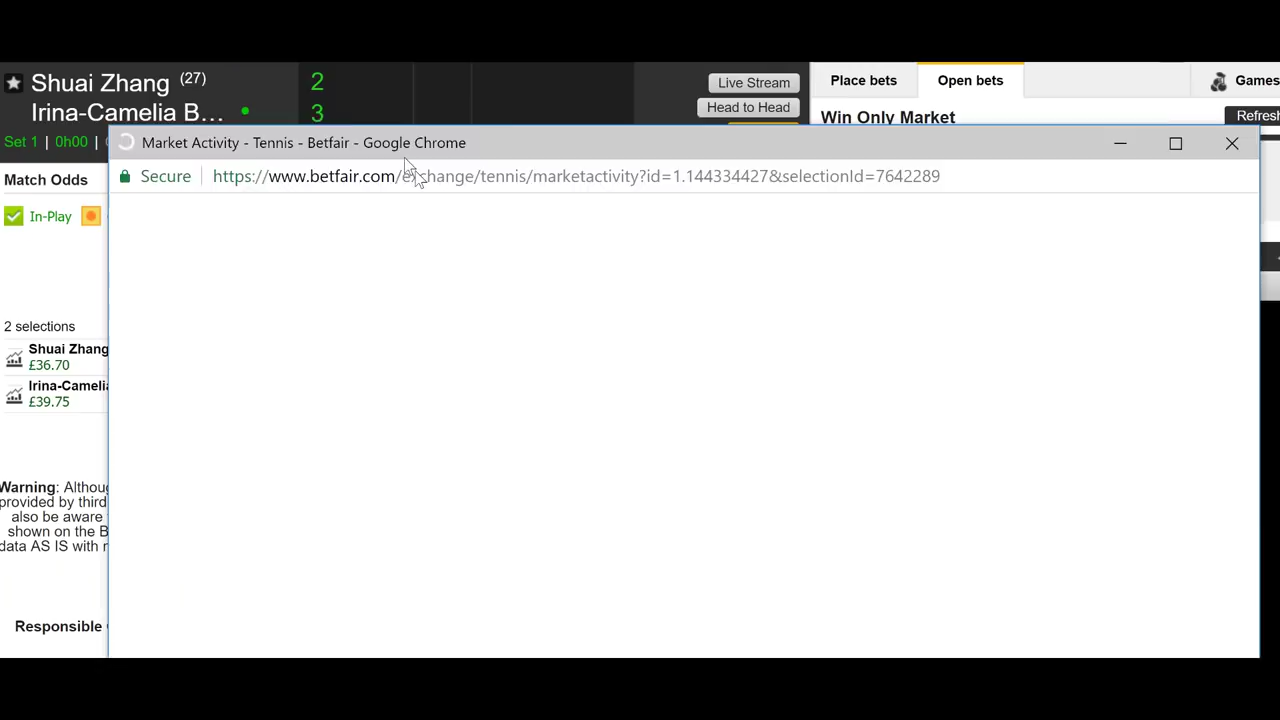 Shuai Zhang (27) 2
Irina-Camelia B... 3
Set 1 | 0h00
Live Stream
Head to Head
Place bets Open bets Games
Win Only Market
Refresh
Market Activity - Tennis - Betfair - Google Chrome
Secure https://www.betfair.com/exchange/tennis/marketactivity?id=1.144334427&selectionId=7642289
Match Odds
In-Play
2 selections
Shuai Zhang
£36.70
Irina-Camelia
£39.75
Warning: Althoug
provided by third
also be aware
shown on the B
data AS IS with
Responsible